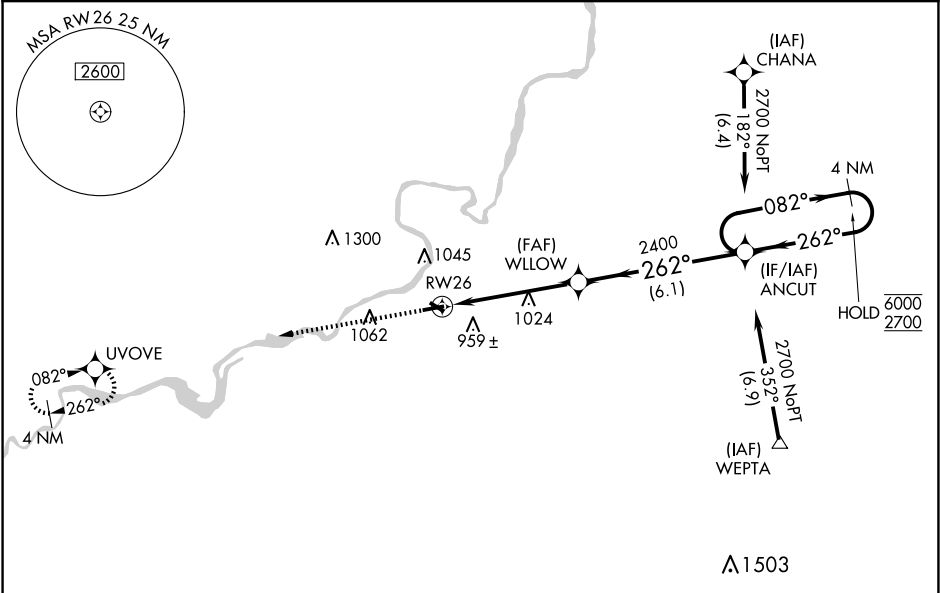 MSA RW26 25 NM
2600
(IAF)
CHANA
2700 NoPT
182°
(6.4)
4 NM
082°
262°
(IF/IAF)
ANCUT
HOLD
6000
2700
2400
262°
(6.1)
(FAF)
WLLOW
1300
1045
RW26
1024
1062
959 ±
UVOVE
082°
262°
4 NM
2700 NoPT
352°
(6.9)
(IAF)
WEPTA
1503